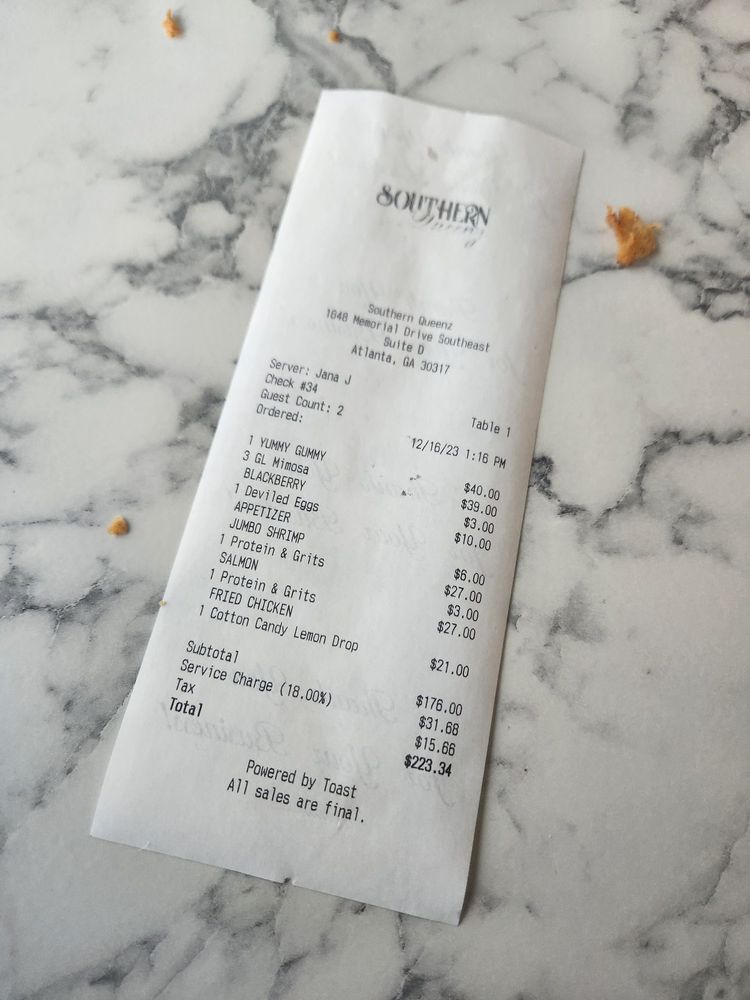 SOUTHERN
Queenz
Southern Queenz
1648 Memorial Drive Southeast
Suite D
Atlanta, GA 30317
Server: Jana J
Check #34 Table 1
Guest Count: 2
Ordered: 12/16/23 1:16 PM
1 YUMMY GUMMY $40.00
3 GL Mimosa $39.00
BLACKBERRY $3.00
1 Deviled Eggs $10.00
APPETIZER
JUMBO SHRIMP $6.00
1 Protein & Grits $27.00
SALMON $3.00
1 Protein & Grits $27.00
FRIED CHICKEN
1 Cotton Candy Lemon Drop $21.00
Subtotal $176.00
Service Charge (18.00%) $31.68
Tax $15.66
Total $223.34
Powered by Toast
All sales are final.